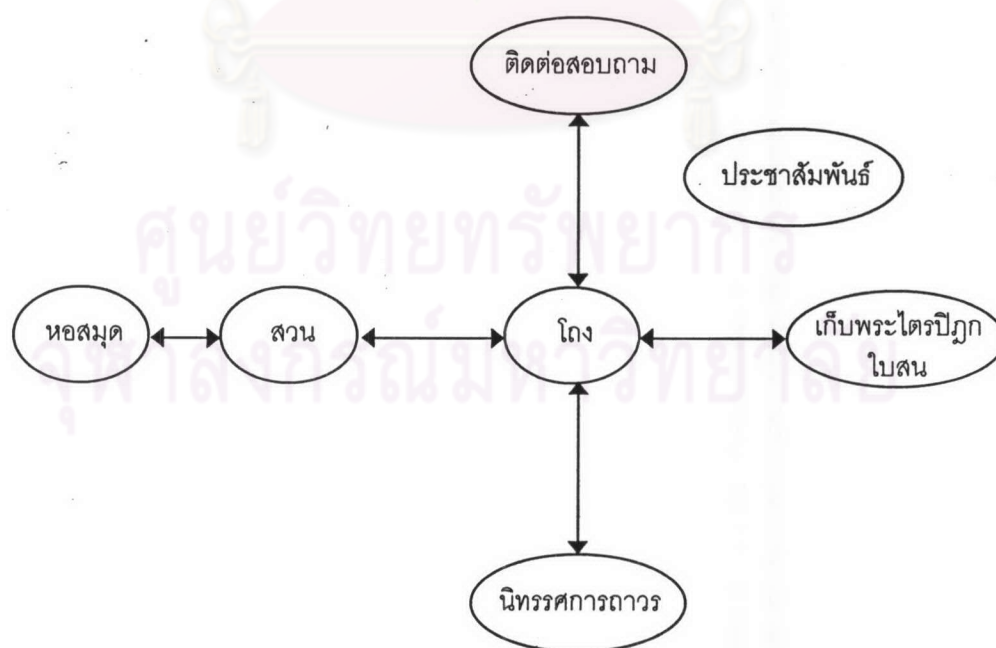 ติดต่อสอบถาม
ประชาสัมพันธ์
ศูนย์วิทยทรัพยากร
หอสมุด
สวน
โถง
เก็บพระไตรปิฎก
ใบสน
จุฬาลงกรณ์มหาวิทยาลัย
นิทรรศการถาวร